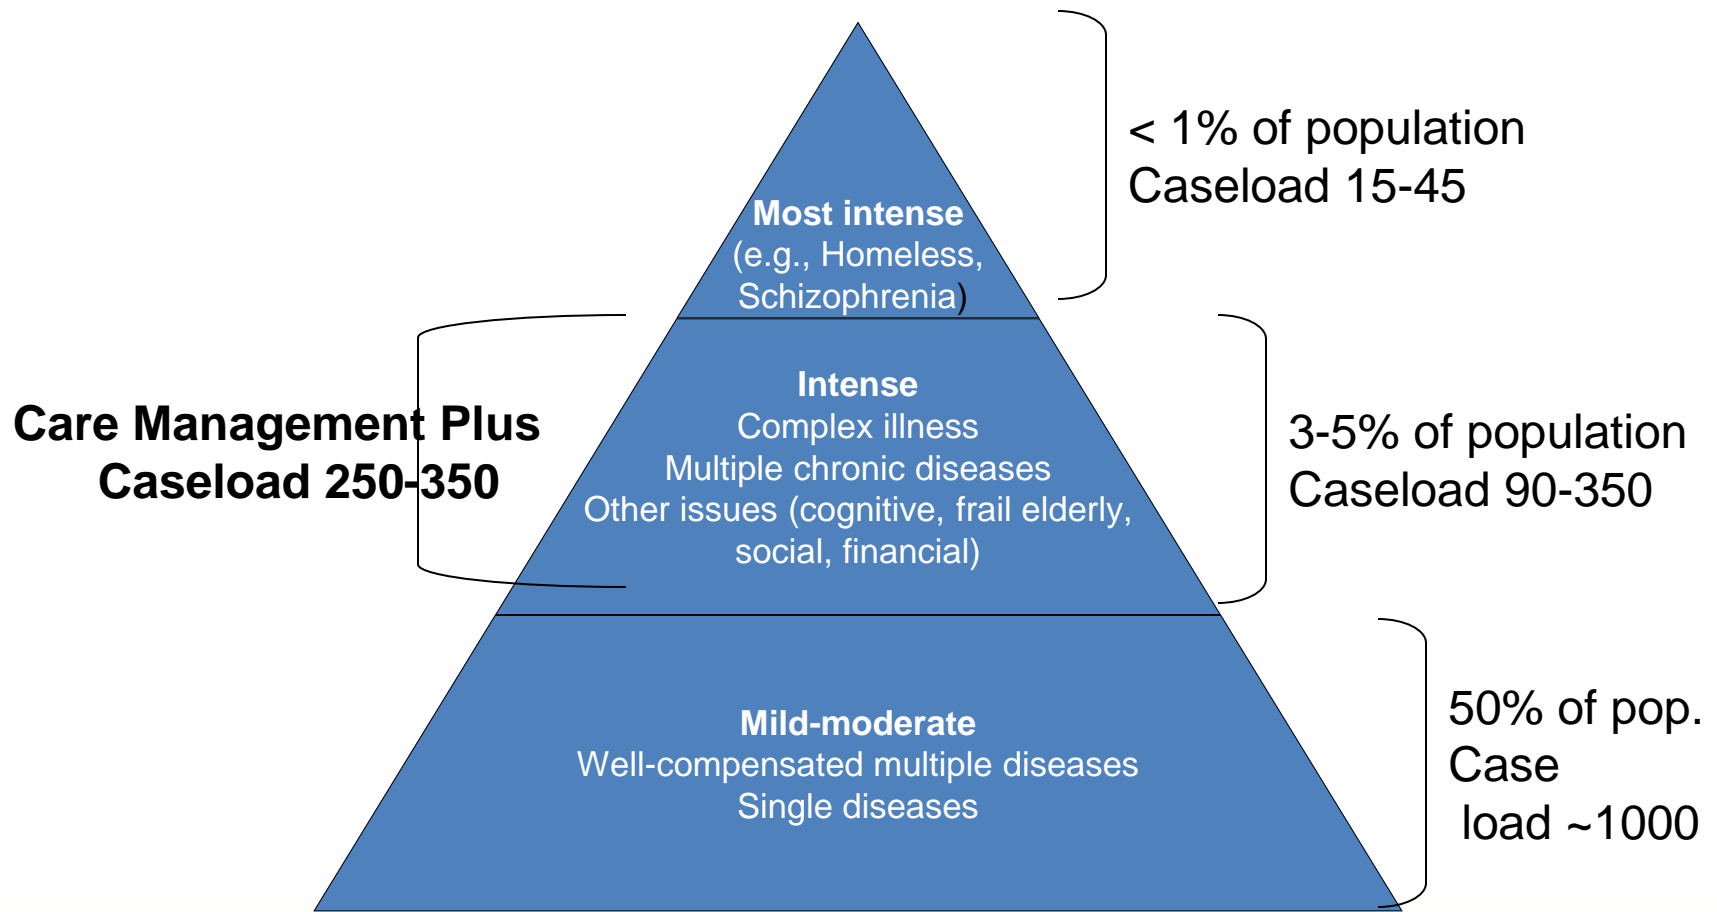 < 1% of population
Caseload 15-45
Most intense
(e.g., Homeless,
Schizophrenia)
Care Management Plus
Caseload 250-350
Intense
Complex illness
Multiple chronic diseases
Other issues (cognitive, frail elderly,
social, financial)
3-5% of population
Caseload 90-350
Mild-moderate
Well-compensated multiple diseases
Single diseases
50% of pop.
Case
load ~1000